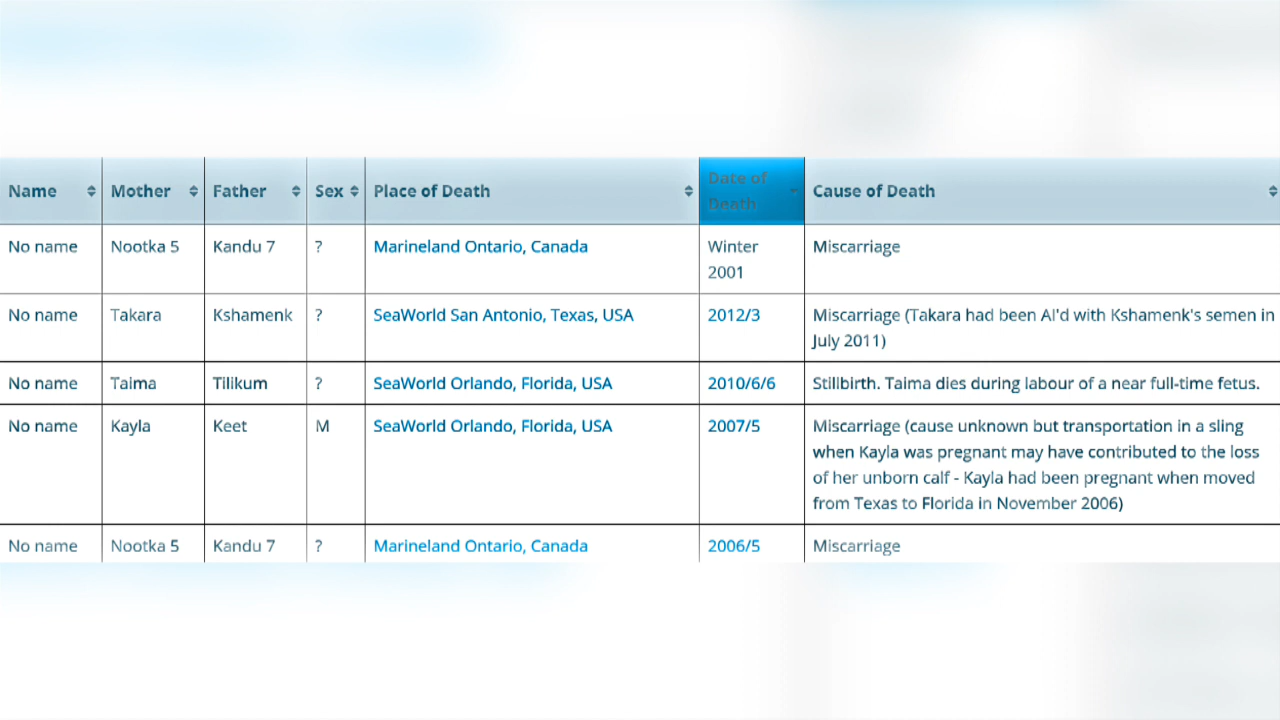 Name Mother Father Sex Place of Death Date of Death Cause of Death
No name Nootka 5 Kandu 7 ? Marineland Ontario, Canada Winter 2001 Miscarriage
No name Takara Kshamenk ? SeaWorld San Antonio, Texas, USA 2012/3 Miscarriage (Takara had been AI'd with Kshamenk's semen in
July 2011)
No name Taima Tilikum ? SeaWorld Orlando, Florida, USA 2010/6/6 Stillbirth. Taima dies during labour of a near full-time fetus.
No name Kayla Keet M SeaWorld Orlando, Florida, USA 2007/5 Miscarriage (cause unknown but transportation in a sling
when Kayla was pregnant may have contributed to the loss
of her unborn calf - Kayla had been pregnant when moved
from Texas to Florida in November 2006)
No name Nootka 5 Kandu 7 ? Marineland Ontario, Canada 2006/5 Miscarriage